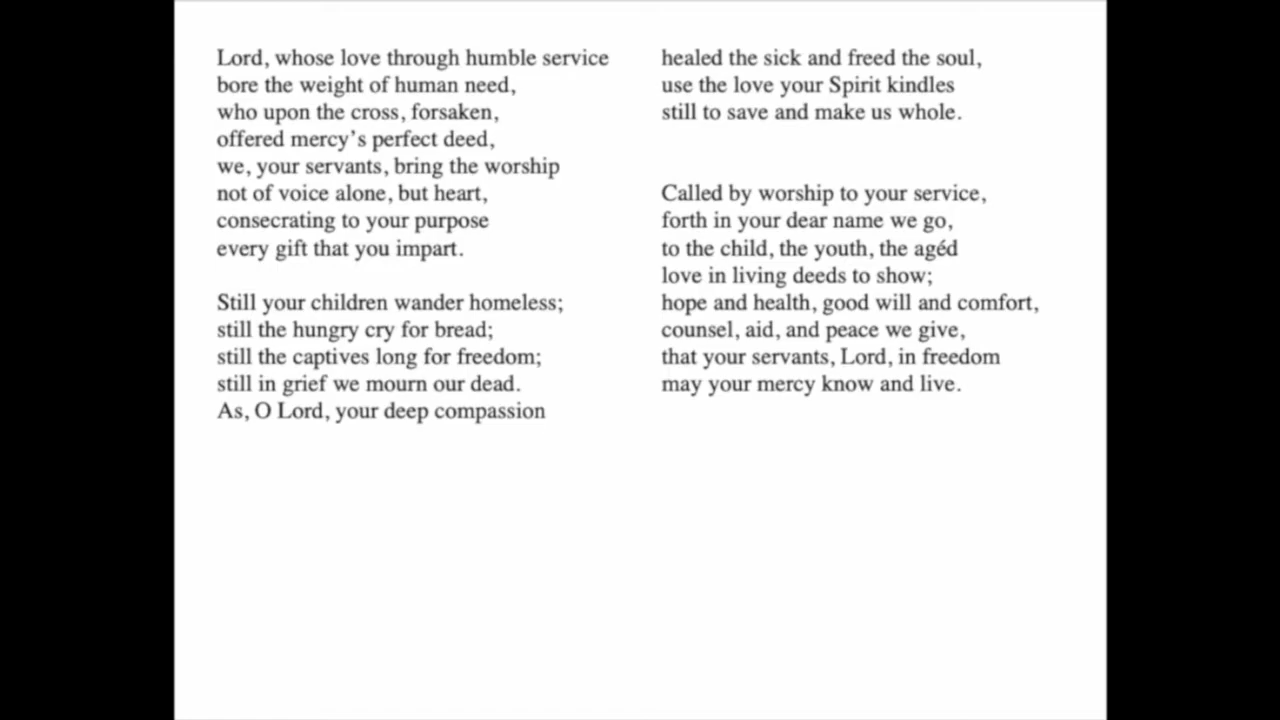 Lord, whose love through humble service
bore the weight of human need,
who upon the cross, forsaken,
offered mercy's perfect deed,
we, your servants, bring the worship
not of voice alone, but heart,
consecrating to your purpose
every gift that you impart.
Still your children wander homeless;
still the hungry cry for bread;
still the captives long for freedom;
still in grief we mourn our dead.
As, O Lord, your deep compassion
healed the sick and freed the soul,
use the love your Spirit kindles
still to save and make us whole.
Called by worship to your service,
forth in your dear name we go,
to the child, the youth, the agéd
love in living deeds to show;
hope and health, good will and comfort,
counsel, aid, and peace we give,
that your servants, Lord, in freedom
may your mercy know and live.